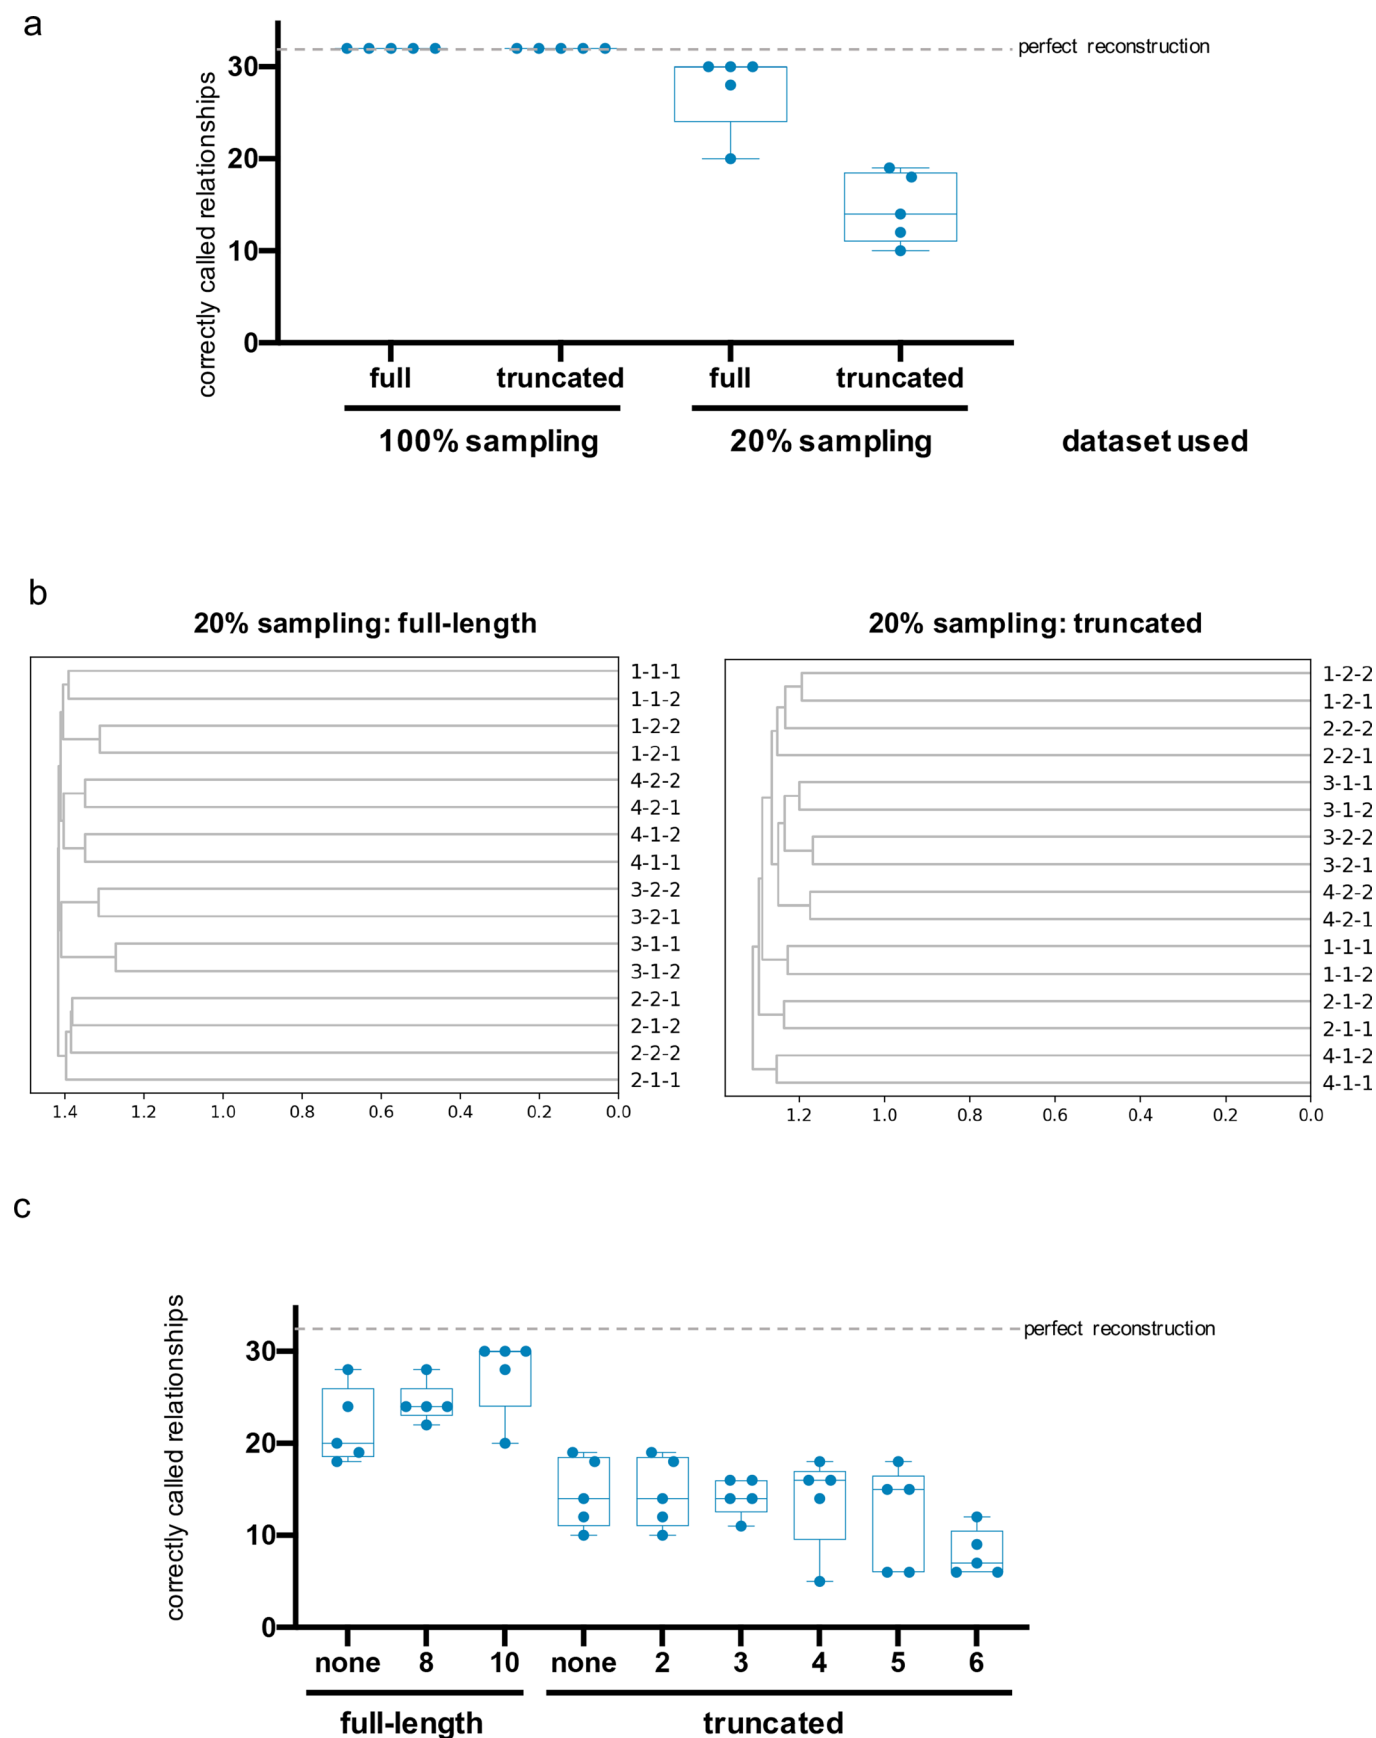 a
perfect reconstruction
30
20
10
0
correctly called relationships
full truncated full truncated
100% sampling 20% sampling dataset used
b
20% sampling: full-length
1-1-1
1-1-2
1-2-2
1-2-1
4-2-2
4-2-1
4-1-2
4-1-1
3-2-2
3-2-1
3-1-1
3-1-2
2-2-1
2-1-2
2-2-2
2-1-1
1.4 1.2 1.0 0.8 0.6 0.4 0.2 0.0
20% sampling: truncated
1-2-2
1-2-1
2-2-2
2-2-1
3-1-1
3-1-2
3-2-2
3-2-1
4-2-2
4-2-1
1-1-1
1-1-2
2-1-2
2-1-1
4-1-2
4-1-1
1.2 1.0 0.8 0.6 0.4 0.2 0.0
c
perfect reconstruction
30
20
10
0
correctly called relationships
none 8 10 none 2 3 4 5 6
full-length truncated